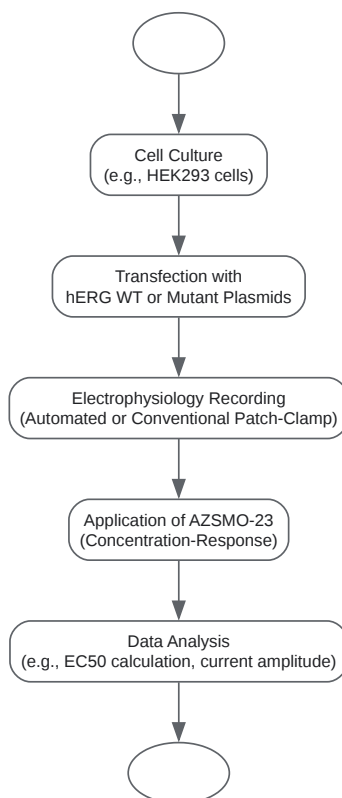 Cell Culture
(e.g., HEK293 cells)
Transfection with
hERG WT or Mutant Plasmids
Electrophysiology Recording
(Automated or Conventional Patch-Clamp)
Application of AZSMO-23
(Concentration-Response)
Data Analysis
(e.g., EC50 calculation, current amplitude)